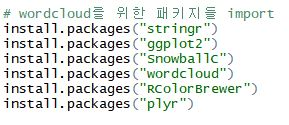 # wordcloud를 위한 패키지들 import
install.packages("stringr")
install.packages("ggplot2")
install.packages("SnowballC")
install.packages("wordcloud")
install.packages("RColorBrewer")
install.packages("plyr")